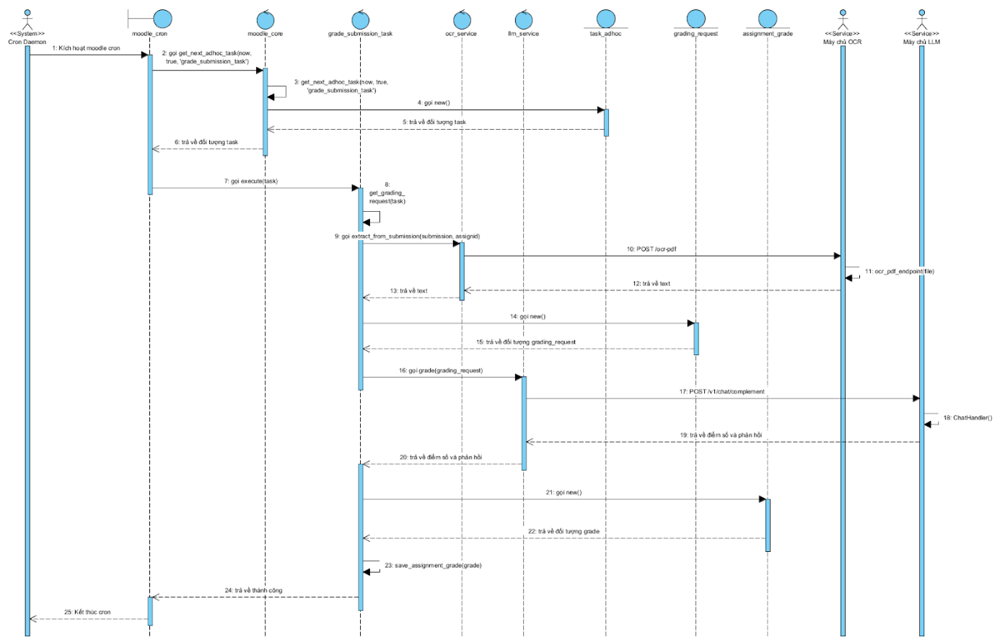 <<System>>
Cron Daemon
moodle_cron
moodle_core
grade_submission_task
ocr_service
llm_service
task_adhoc
grading_request
assignment_grade
<<Service>>
Máy chủ OCR
<<Service>>
Máy chủ LLM
1: Kích hoạt moodle cron
2: gọi get_next_adhoc_task(now,
true, 'grade_submission_task')
3: get_next_adhoc_task(now, true,
'grade_submission_task')
4: gọi new()
5: trả về đối tượng task
6: trả về đối tượng task
7: gọi execute(task)
8:
get_grading_
request(task)
9: gọi extract_from_submission(submission, assignid)
10: POST /ocr-pdf
11: ocr_pdf_endpoint(file)
12: trả về text
13: trả về text
14: gọi new()
15: trả về đối tượng grading_request
16: gọi grade(grading_request)
17: POST /v1/chat/complement
18: ChatHandler()
19: trả về điểm số và phản hồi
20: trả về điểm số và phản hồi
21: gọi new()
22: trả về đối tượng grade
23: save_assignment_grade(grade)
24: trả về thành công
25: Kết thúc cron